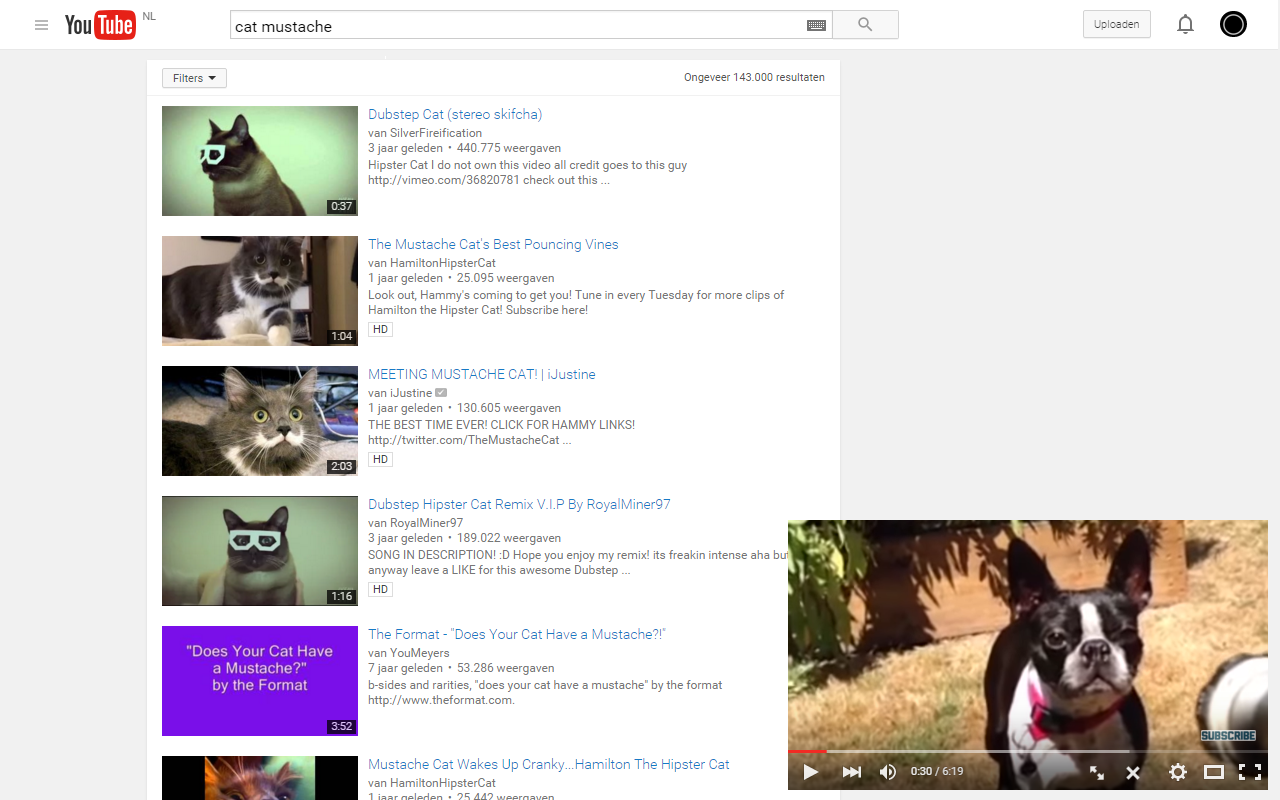 YouTube NL
cat mustache
Uploaden
Filters
Ongeveer 143.000 resultaten
Dubstep Cat (stereo skifcha)
van SilverFireification
3 jaar geleden • 440.775 weergaven
Hipster Cat I do not own this video all credit goes to this guy
http://vimeo.com/36820781 check out this ...
0:37
The Mustache Cat's Best Pouncing Vines
van HamiltonHipsterCat
1 jaar geleden • 25.095 weergaven
Look out, Hammy's coming to get you! Tune in every Tuesday for more clips of
Hamilton the Hipster Cat! Subscribe here!
HD
1:04
MEETING MUSTACHE CAT! | iJustine
van iJustine
1 jaar geleden • 130.605 weergaven
THE BEST TIME EVER! CLICK FOR HAMMY LINKS!
http://twitter.com/TheMustacheCat ...
HD
2:03
Dubstep Hipster Cat Remix V.I.P By RoyalMiner97
van RoyalMiner97
3 jaar geleden • 189.022 weergaven
SONG IN DESCRIPTION! :D Hope you enjoy my remix! its freakin intense aha but
anyway leave a LIKE for this awesome Dubstep ...
HD
1:16
"Does Your Cat Have
a Mustache?"
by the Format
3:52
The Format - "Does Your Cat Have a Mustache?!"
van YouMeyers
7 jaar geleden • 53.286 weergaven
b-sides and rarities, "does your cat have a mustache" by the format
http://www.theformat.com.
Mustache Cat Wakes Up Cranky...Hamilton The Hipster Cat
van HamiltonHipsterCat
1 jaar geleden • 25.442 weergaven
SUBSCRIBE
0:30 / 6:19